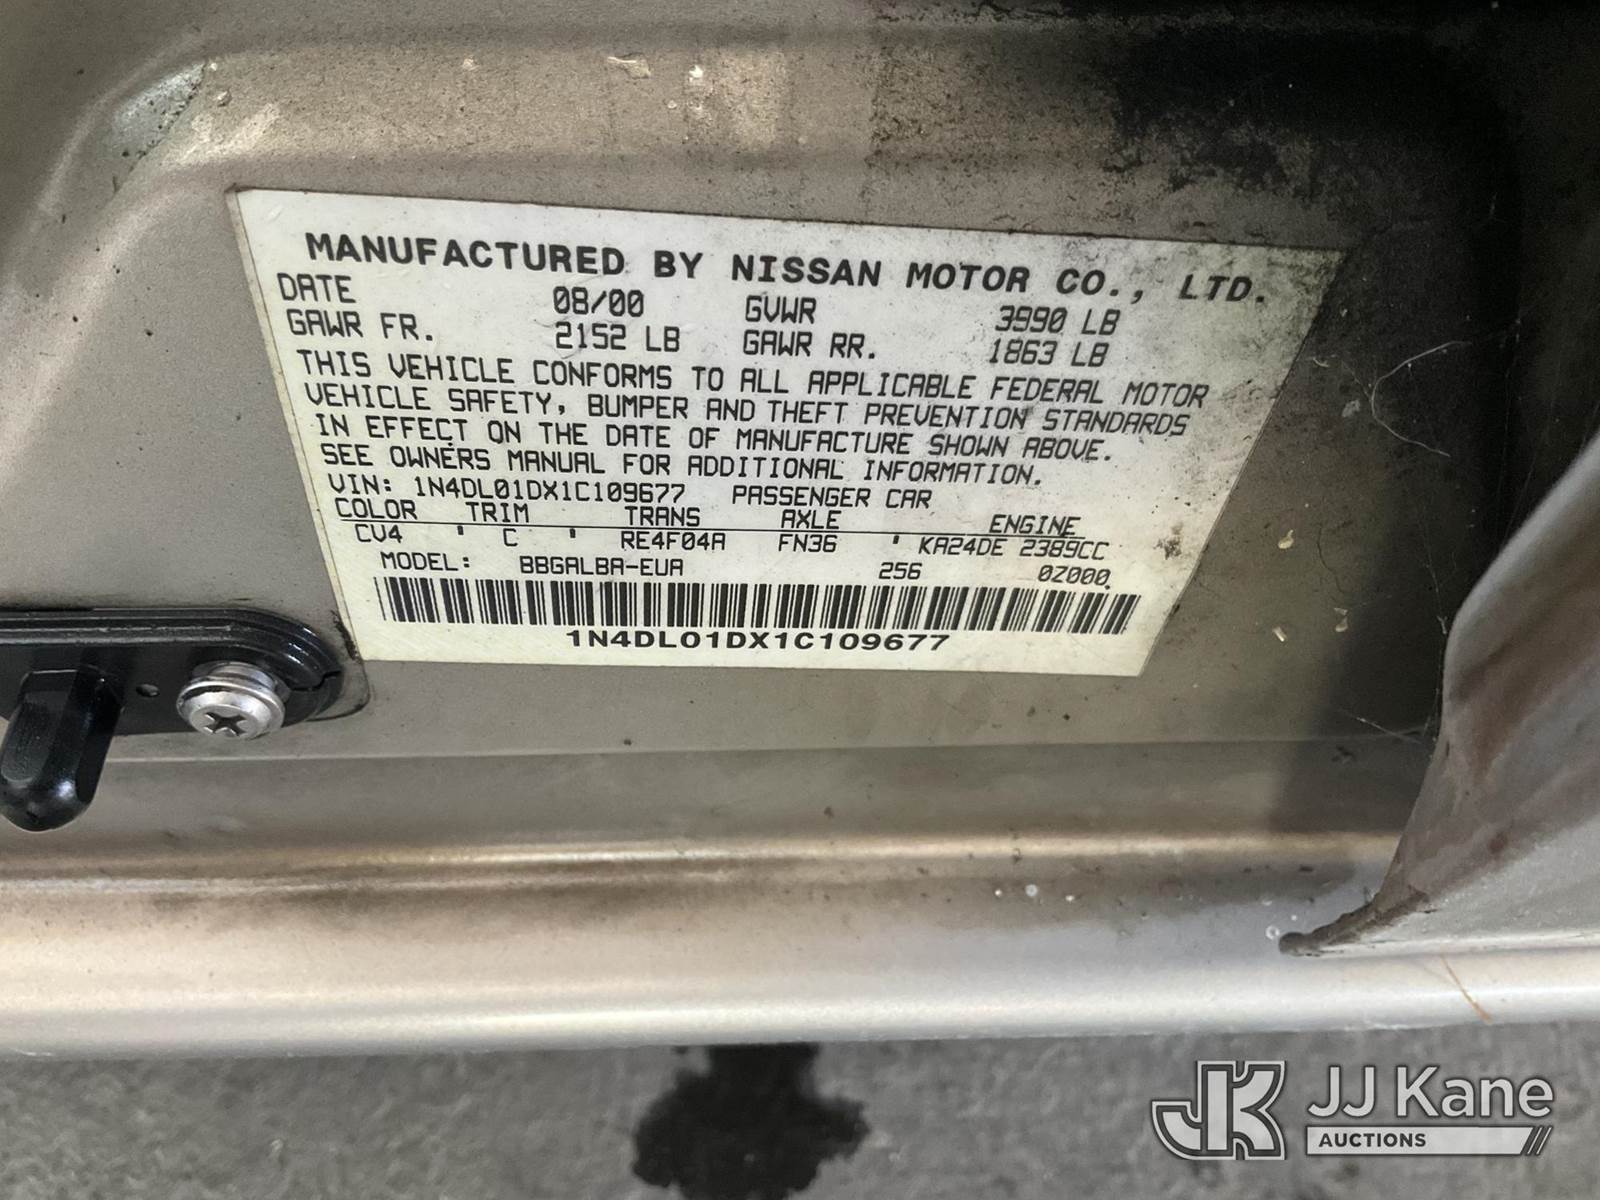 MANUFACTURED BY NISSAN MOTOR CO., LTD.
DATE 08/00 GVWR 3990 LB
GAWR FR. 2152 LB GAWR RR. 1863 LB
THIS VEHICLE CONFORMS TO ALL APPLICABLE FEDERAL MOTOR
VEHICLE SAFETY, BUMPER AND THEFT PREVENTION STANDARDS
IN EFFECT ON THE DATE OF MANUFACTURE SHOWN ABOVE.
SEE OWNERS MANUAL FOR ADDITIONAL INFORMATION.
VIN: 1N4DL01DX1C109677 PASSENGER CAR
COLOR TRIM TRANS AXLE ENGINE
CV4 ' C ' RE4F04A FN36 ' KA24DE 2389CC
MODEL: BBGALBA-EUA 256 0Z000
1N4DL01DX1C109677
JK JJ Kane
AUCTIONS